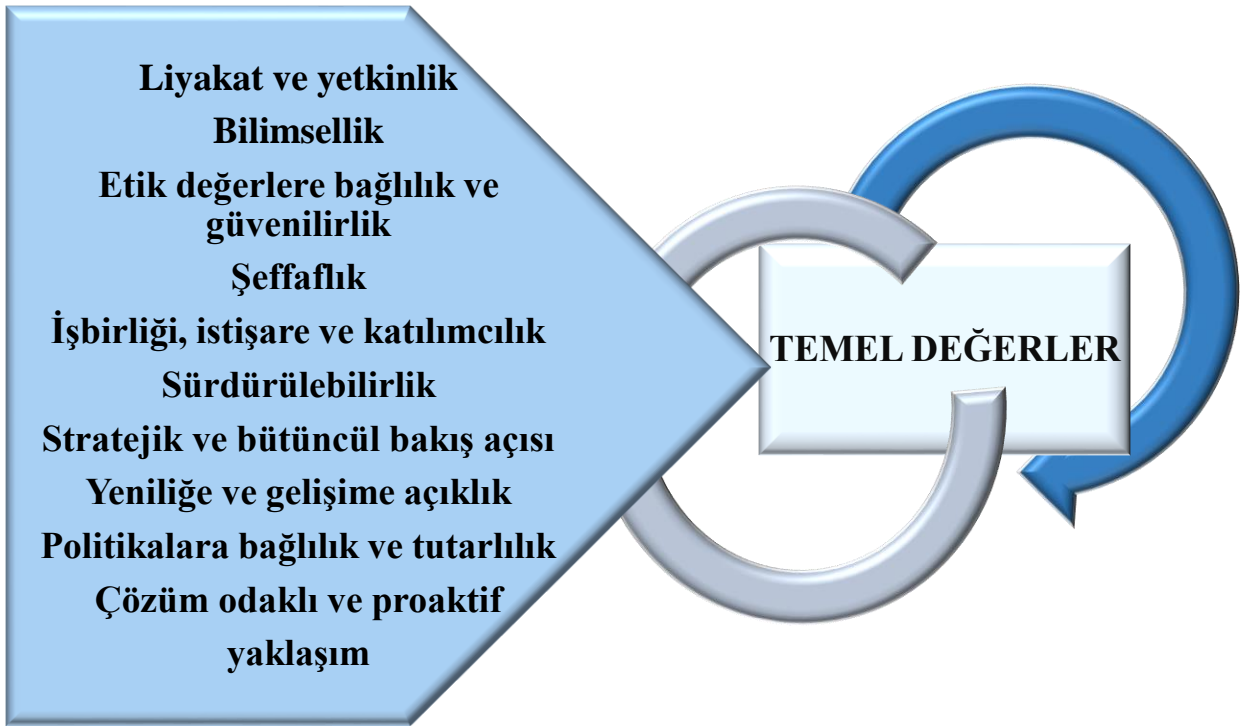 Liyakat ve yetkinlik
Bilimsellik
Etik değerlere bağlılık ve
güvenilirlik
Şeffaflık
İşbirliği, istişare ve katılımcılık
Sürdürülebilirlik
Stratejik ve bütüncül bakış açısı
Yeniliğe ve gelişime açıklık
Politikalara bağlılık ve tutarlılık
Çözüm odaklı ve proaktif
yaklaşım
TEMEL DEĞERLER